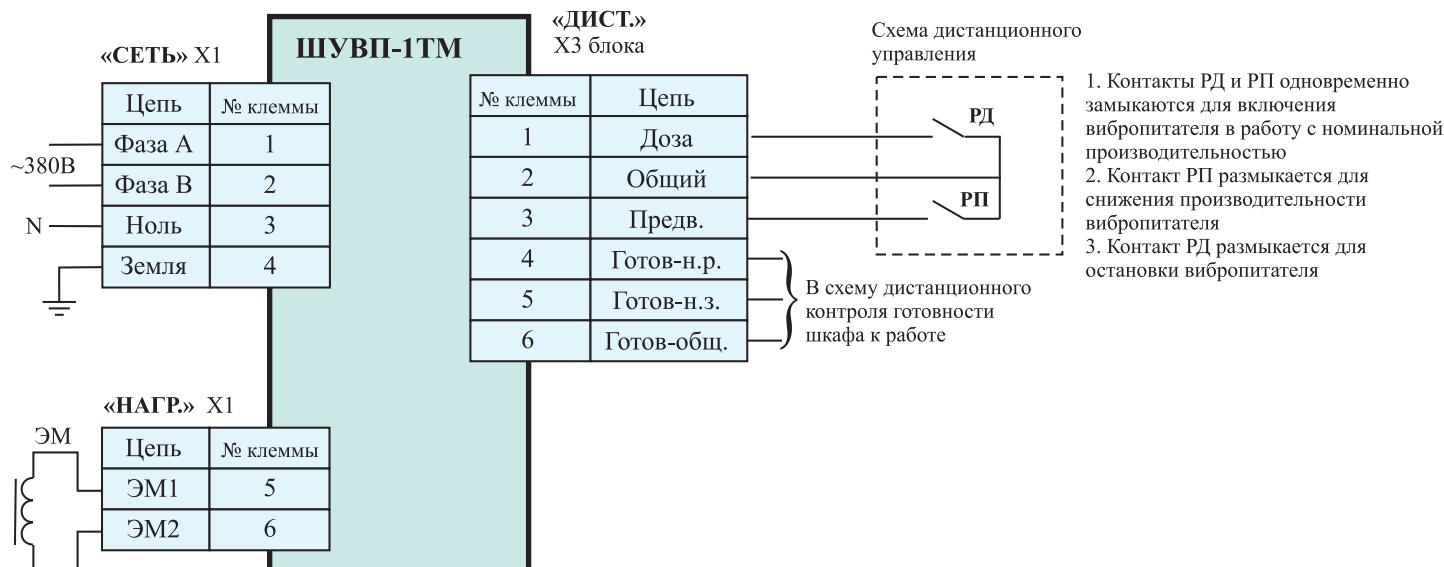 ШУВП-1ТМ
«СЕТЬ» X1
Цепь № клеммы
Фаза А 1
Фаза В 2
Ноль 3
Земля 4
~380В
N
«ДИСТ.»
X3 блока
№ клеммы Цепь
1 Доза
2 Общий
3 Предв.
4 Готов-н.р.
5 Готов-н.з.
6 Готов-общ.
Схема дистанционного
управления
РД
РП
В схему дистанционного
контроля готовности
шкафа к работе
1. Контакты РД и РП одновременно
замыкаются для включения
вибропитателя в работу с номинальной
производительностью
2. Контакт РП размыкается для
снижения производительности
вибропитателя
3. Контакт РД размыкается для
остановки вибропитателя
«НАГР.» X1
ЭМ
Цепь № клеммы
ЭМ1 5
ЭМ2 6